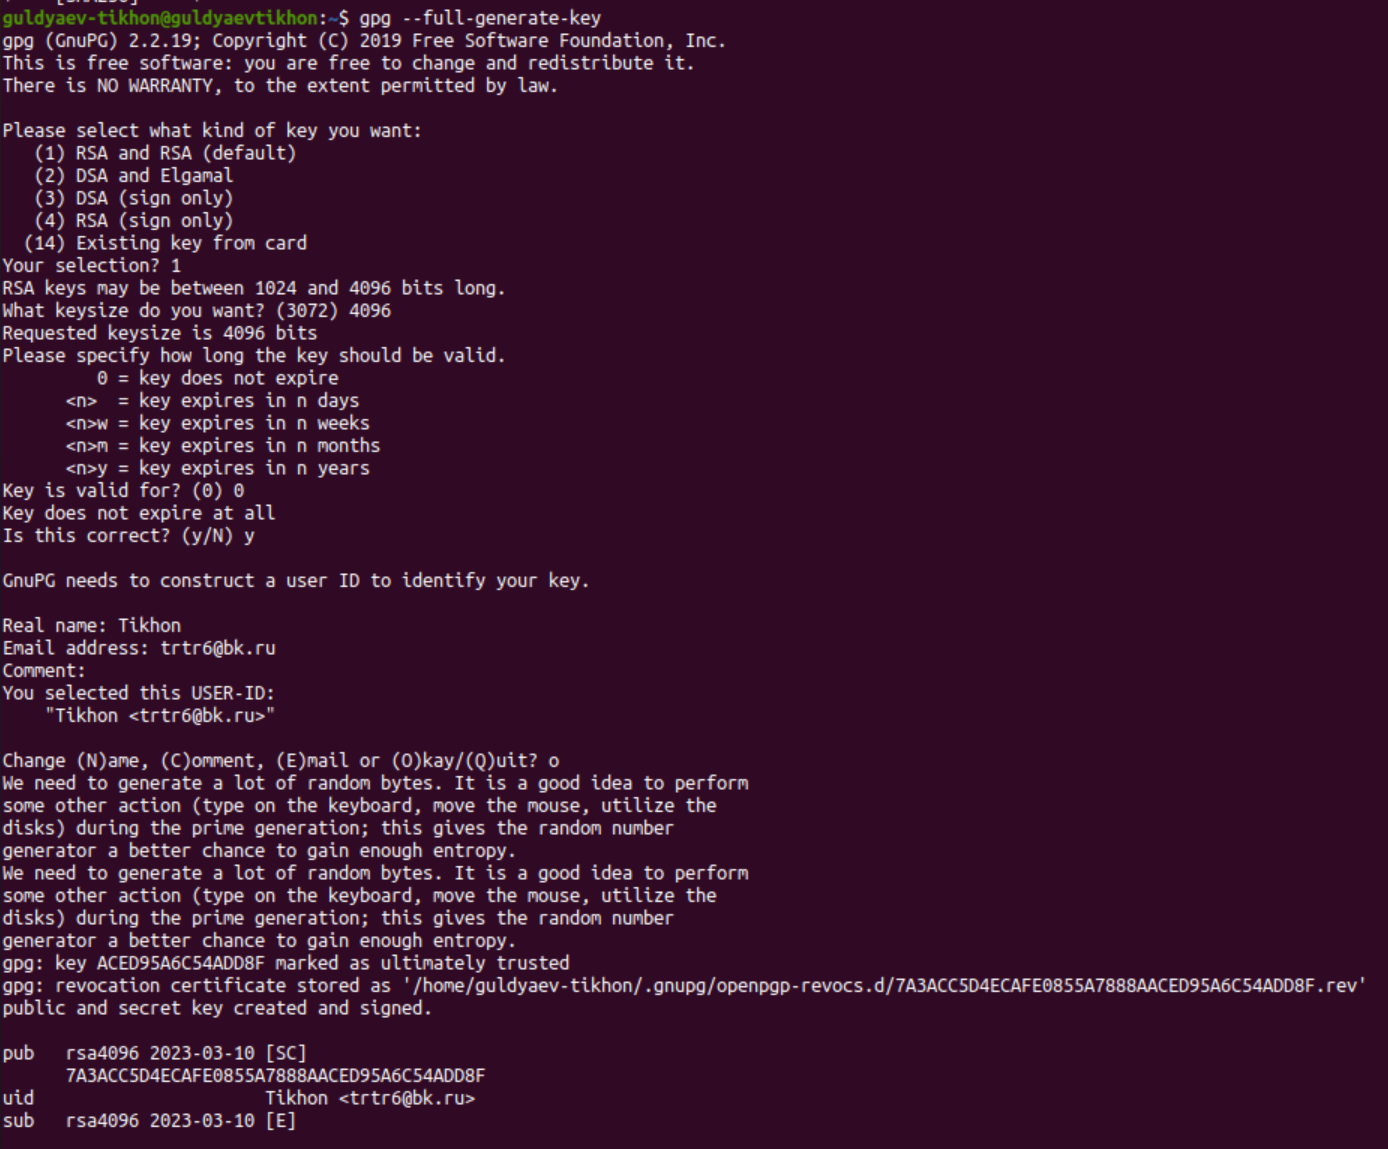 guldyaev-tikhon@guldyaevtikhon:~$ gpg --full-generate-key
gpg (GnuPG) 2.2.19; Copyright (C) 2019 Free Software Foundation, Inc.
This is free software: you are free to change and redistribute it.
There is NO WARRANTY, to the extent permitted by law.

Please select what kind of key you want:
   (1) RSA and RSA (default)
   (2) DSA and Elgamal
   (3) DSA (sign only)
   (4) RSA (sign only)
  (14) Existing key from card
Your selection? 1
RSA keys may be between 1024 and 4096 bits long.
What keysize do you want? (3072) 4096
Requested keysize is 4096 bits
Please specify how long the key should be valid.
         0 = key does not expire
      <n>  = key expires in n days
      <n>w = key expires in n weeks
      <n>m = key expires in n months
      <n>y = key expires in n years
Key is valid for? (0) 0
Key does not expire at all
Is this correct? (y/N) y

GnuPG needs to construct a user ID to identify your key.

Real name: Tikhon
Email address: trtr6@bk.ru
Comment:
You selected this USER-ID:
    "Tikhon <trtr6@bk.ru>"

Change (N)ame, (C)omment, (E)mail or (O)kay/(Q)uit? o
We need to generate a lot of random bytes. It is a good idea to perform
some other action (type on the keyboard, move the mouse, utilize the
disks) during the prime generation; this gives the random number
generator a better chance to gain enough entropy.
We need to generate a lot of random bytes. It is a good idea to perform
some other action (type on the keyboard, move the mouse, utilize the
disks) during the prime generation; this gives the random number
generator a better chance to gain enough entropy.
gpg: key ACED95A6C54ADD8F marked as ultimately trusted
gpg: revocation certificate stored as '/home/guldyaev-tikhon/.gnupg/openpgp-revocs.d/7A3ACC5D4ECAFE0855A7888AACED95A6C54ADD8F.rev'
public and secret key created and signed.

pub   rsa4096 2023-03-10 [SC]
      7A3ACC5D4ECAFE0855A7888AACED95A6C54ADD8F
uid                      Tikhon <trtr6@bk.ru>
sub   rsa4096 2023-03-10 [E]